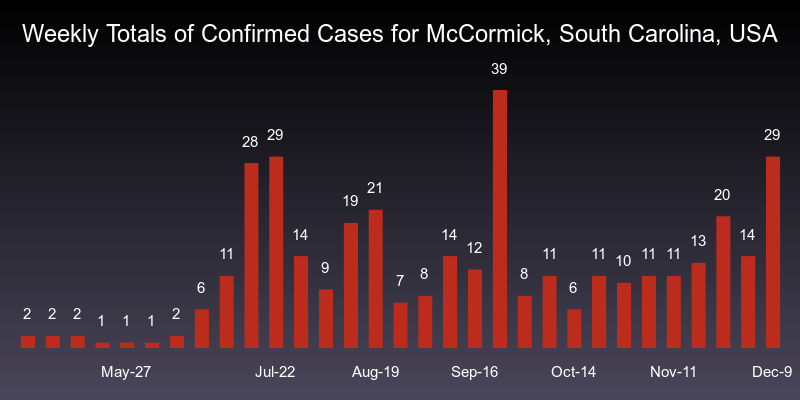 Weekly Totals of Confirmed Cases for McCormick, South Carolina, USA
2 2 2 1 1 1 2 6 11 28 29 14 9 19 21 7 8 14 12 39 8 11 6 11 10 11 11 13 20 14 29
May-27 Jul-22 Aug-19 Sep-16 Oct-14 Nov-11 Dec-9